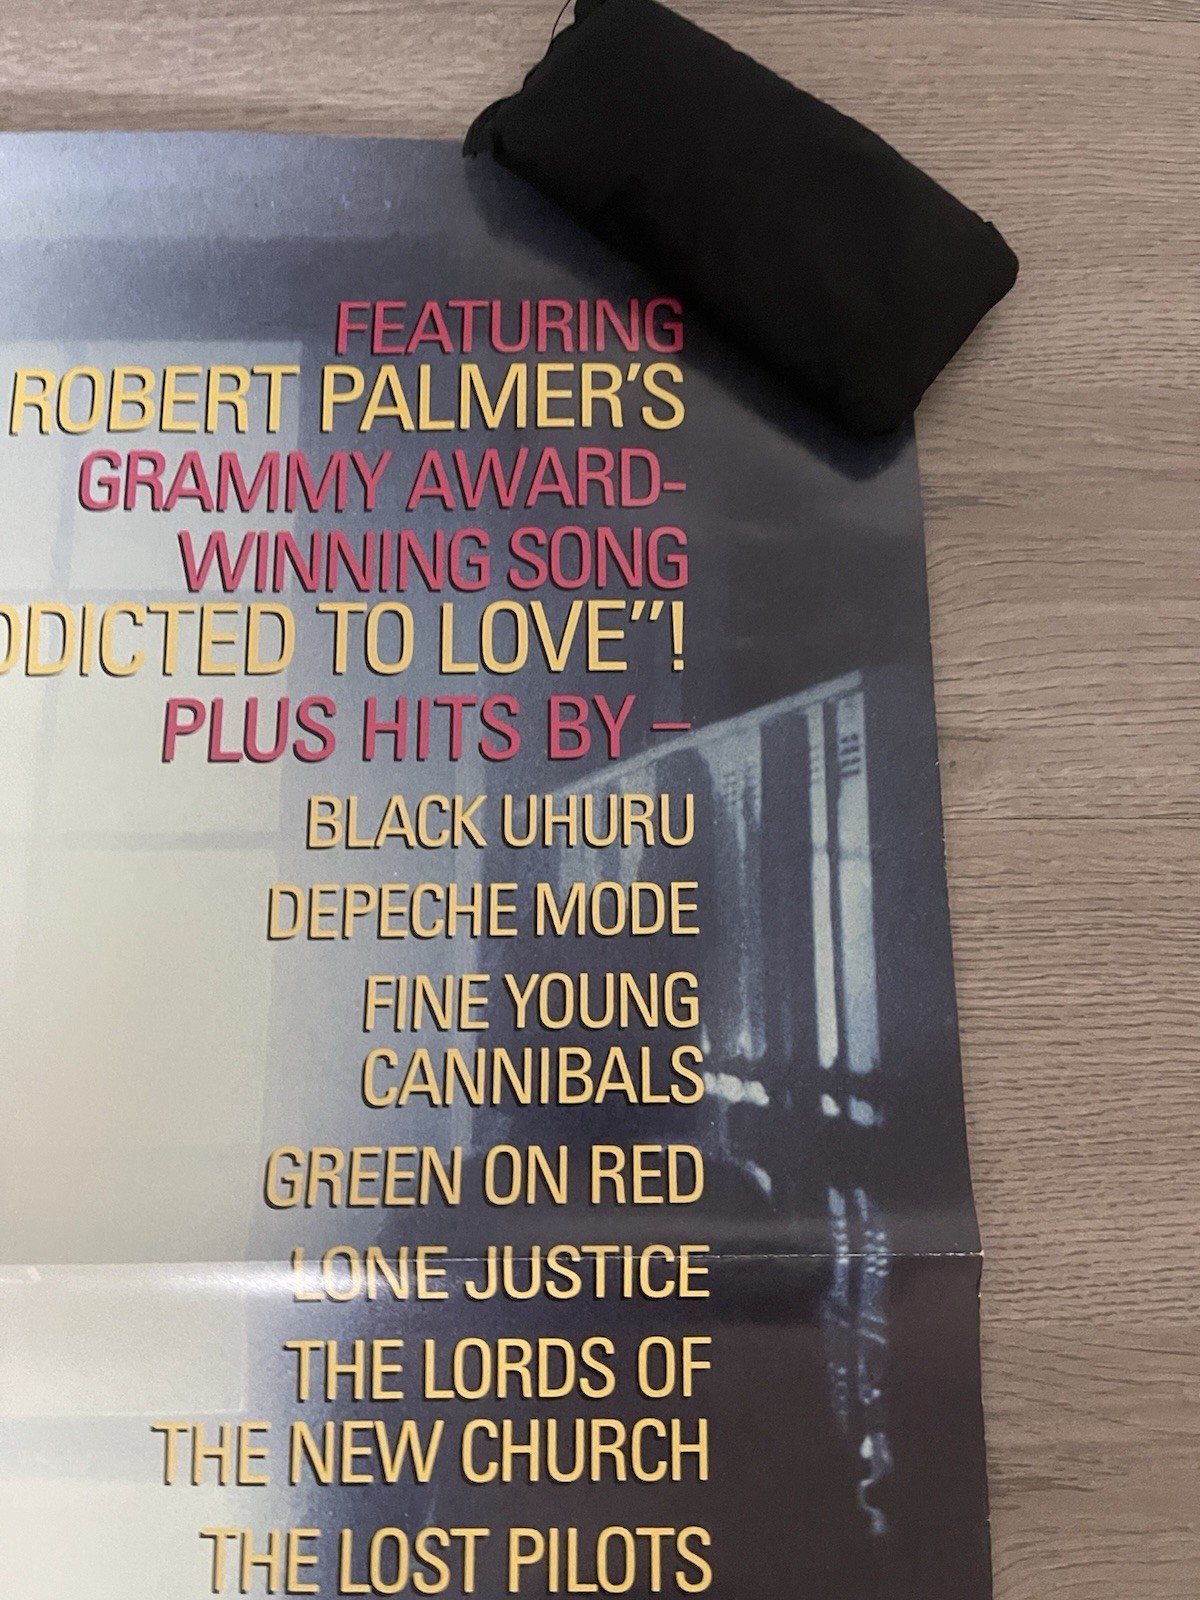 FEATURING
ROBERT PALMER'S
GRAMMY AWARD-
WINNING SONG
DDICTED TO LOVE"!
PLUS HITS BY –
BLACK UHURU
DEPECHE MODE
FINE YOUNG
CANNIBALS
GREEN ON RED
LONE JUSTICE
THE LORDS OF
THE NEW CHURCH
THE LOST PILOTS